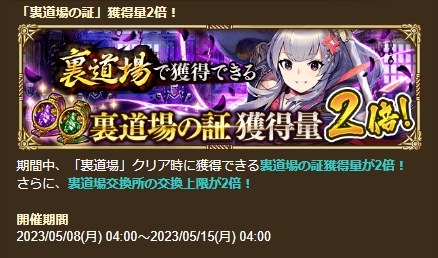 「裏道場の証」獲得量2倍！
裏道場で獲得できる
裏道場の証 獲得量 2倍!
期間中、「裏道場」クリア時に獲得できる裏道場の証獲得量が2倍！
さらに、裏道場交換所の交換上限が2倍！
開催期間
2023/05/08(月) 04:00～2023/05/15(月) 04:00